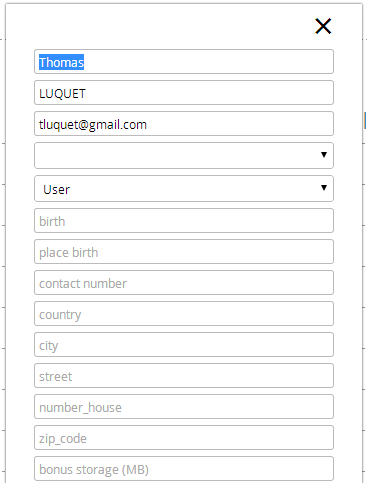 Thomas
LUQUET
tluquet@gmail.com
User
birth
place birth
contact number
country
city
street
number_house
zip_code
bonus storage (MB)